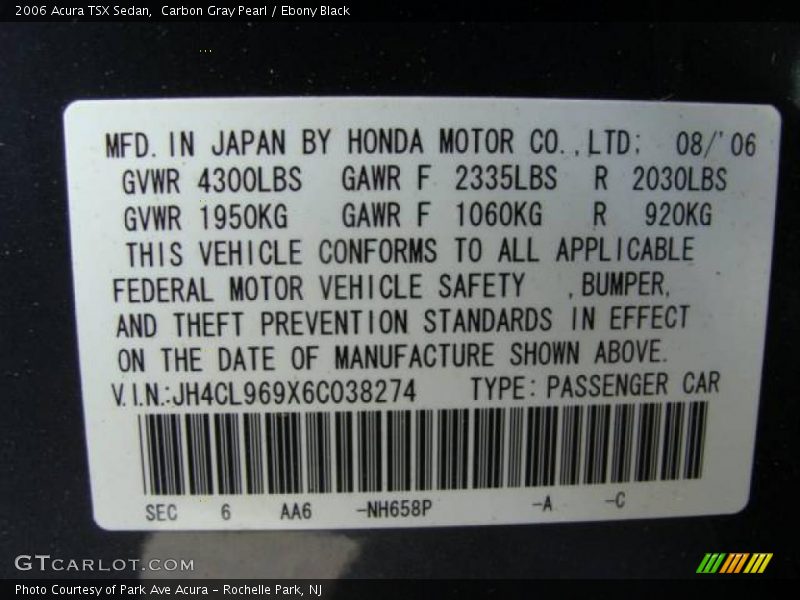 2006 Acura TSX Sedan,  Carbon Gray Pearl / Ebony Black
MFD. IN JAPAN BY HONDA MOTOR CO.,LTD; 08/'06
GVWR 4300LBS GAWR F 2335LBS R 2030LBS
GVWR 1950KG GAWR F 1060KG R 920KG
THIS VEHICLE CONFORMS TO ALL APPLICABLE
FEDERAL MOTOR VEHICLE SAFETY ,BUMPER,
AND THEFT PREVENTION STANDARDS IN EFFECT
ON THE DATE OF MANUFACTURE SHOWN ABOVE.
V.I.N.:JH4CL969X6C038274 TYPE: PASSENGER CAR
SEC 6 AA6 -NH658P -A -C
GTCARLOT.COM
Photo Courtesy of Park Ave Acura – Rochelle Park, NJ